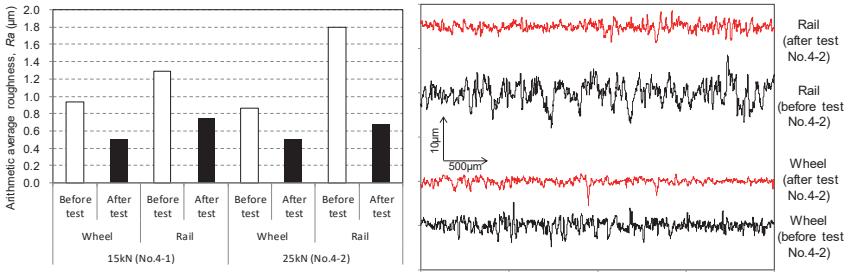 Arithmetic average roughness, Ra (μm)
2.0
1.8
1.6
1.4
1.2
1.0
0.8
0.6
0.4
0.2
0.0
Before test After test Before test After test Before test After test Before test After test
Wheel Rail Wheel Rail
15kN (No.4-1) 25kN (No.4-2)
10μm
500μm
Rail
(after test
No.4-2)
Rail
(before test
No.4-2)
Wheel
(after test
No.4-2)
Wheel
(before test
No.4-2)